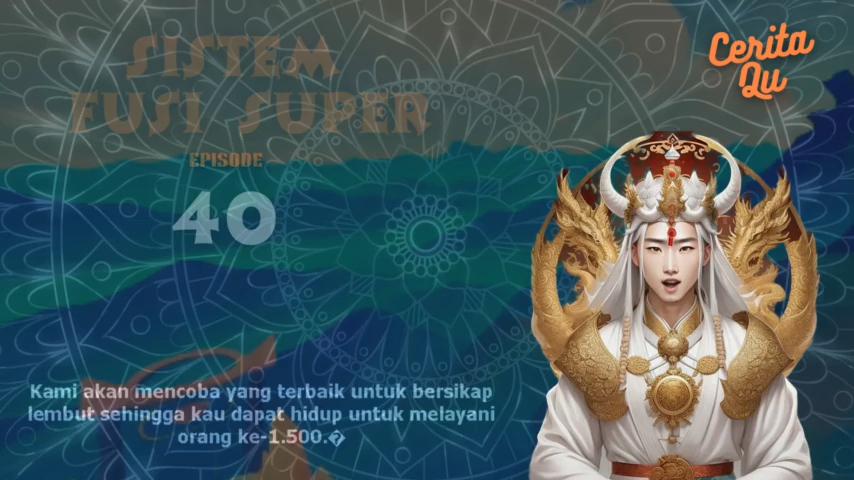 SISTEM
FUSI SUPER
EPISODE
40
Cerita
Qu
Kami akan mencoba yang terbaik untuk bersikap
lembut sehingga kau dapat hidup untuk melayani
orang ke-1.500.�